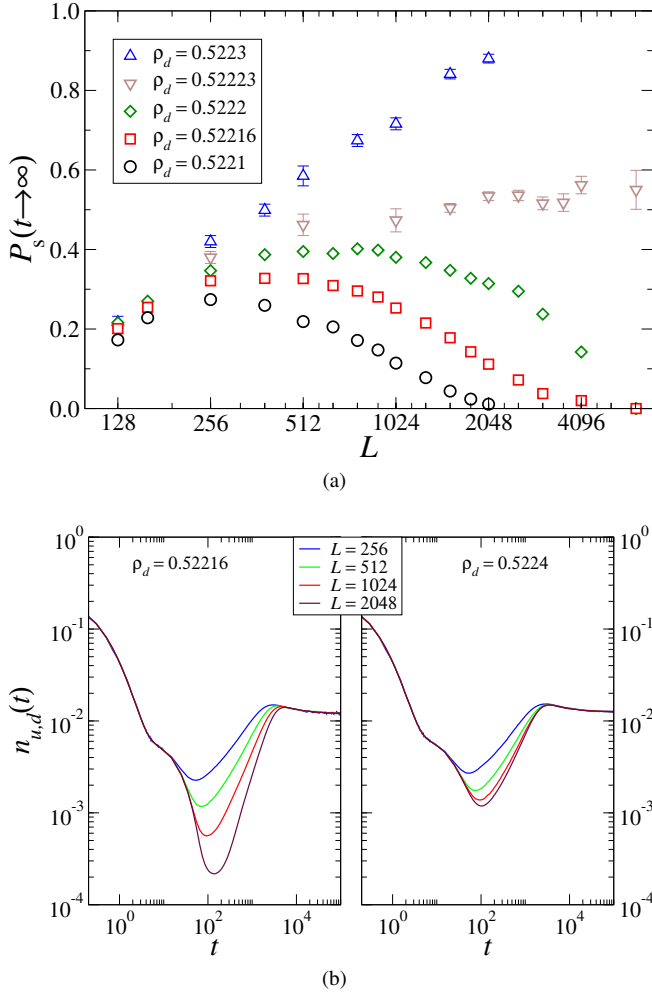 1.0
0.8
0.6
0.4
0.2
0.0
P_s(t→∞)
ρ_d = 0.5223
ρ_d = 0.52223
ρ_d = 0.5222
ρ_d = 0.52216
ρ_d = 0.5221
128 256 512 1024 2048 4096
L
(a)
10^0
10^-1
10^-2
10^-3
10^-4
n_{u,d}(t)
ρ_d = 0.52216
L = 256
L = 512
L = 1024
L = 2048
ρ_d = 0.5224
10^0
10^-1
10^-2
10^-3
10^-4
10^0 10^2 10^4 10^0 10^2 10^4
t t
(b)